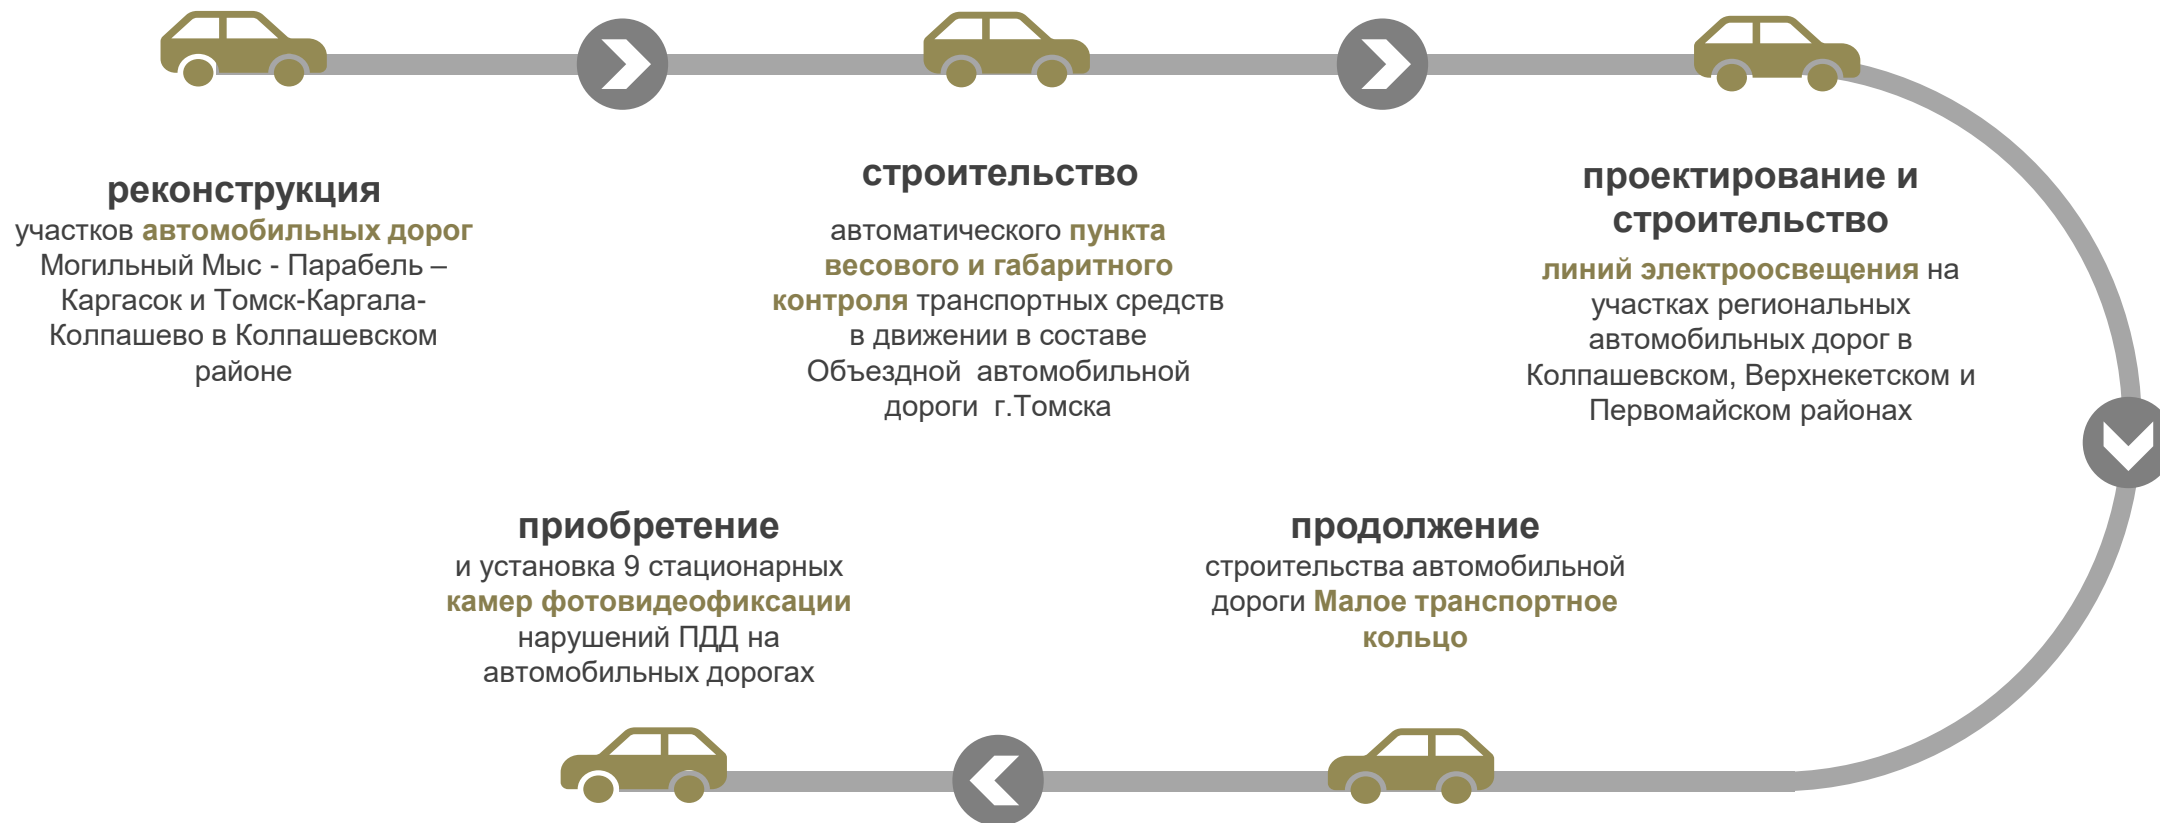 реконструкция
участков автомобильных дорог
Могильный Мыс - Парабель –
Каргасок и Томск-Каргала-
Колпашево в Колпашевском
районе
строительство
автоматического пункта
весового и габаритного
контроля транспортных средств
в движении в составе
Объездной автомобильной
дороги г.Томска
проектирование и
строительство
линий электроосвещения на
участках региональных
автомобильных дорог в
Колпашевском, Верхнекетском и
Первомайском районах
продолжение
строительства автомобильной
дороги Малое транспортное
кольцо
приобретение
и установка 9 стационарных
камер фотовидеофиксации
нарушений ПДД на
автомобильных дорогах